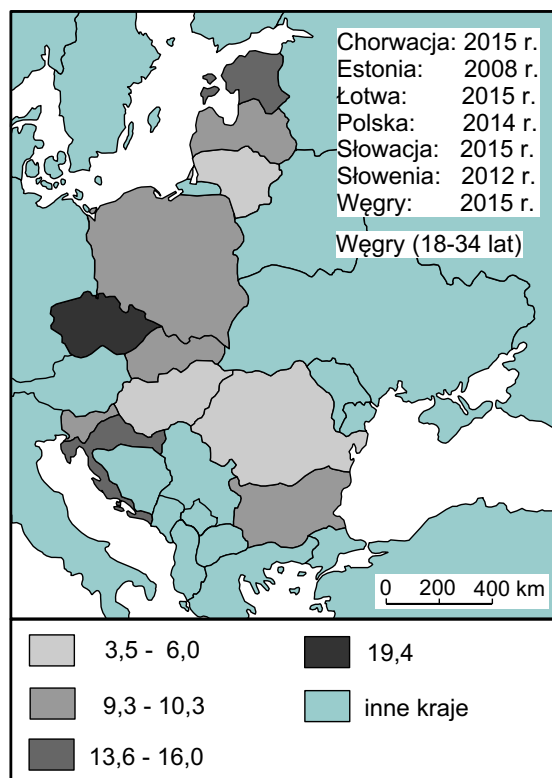 Chorwacja: 2015 r.
Estonia: 2008 r.
Łotwa: 2015 r.
Polska: 2014 r.
Słowacja: 2015 r.
Słowenia: 2012 r.
Węgry: 2015 r.
Węgry (18-34 lat)
0 200 400 km
3,5 - 6,0
9,3 - 10,3
13,6 - 16,0
19,4
inne kraje